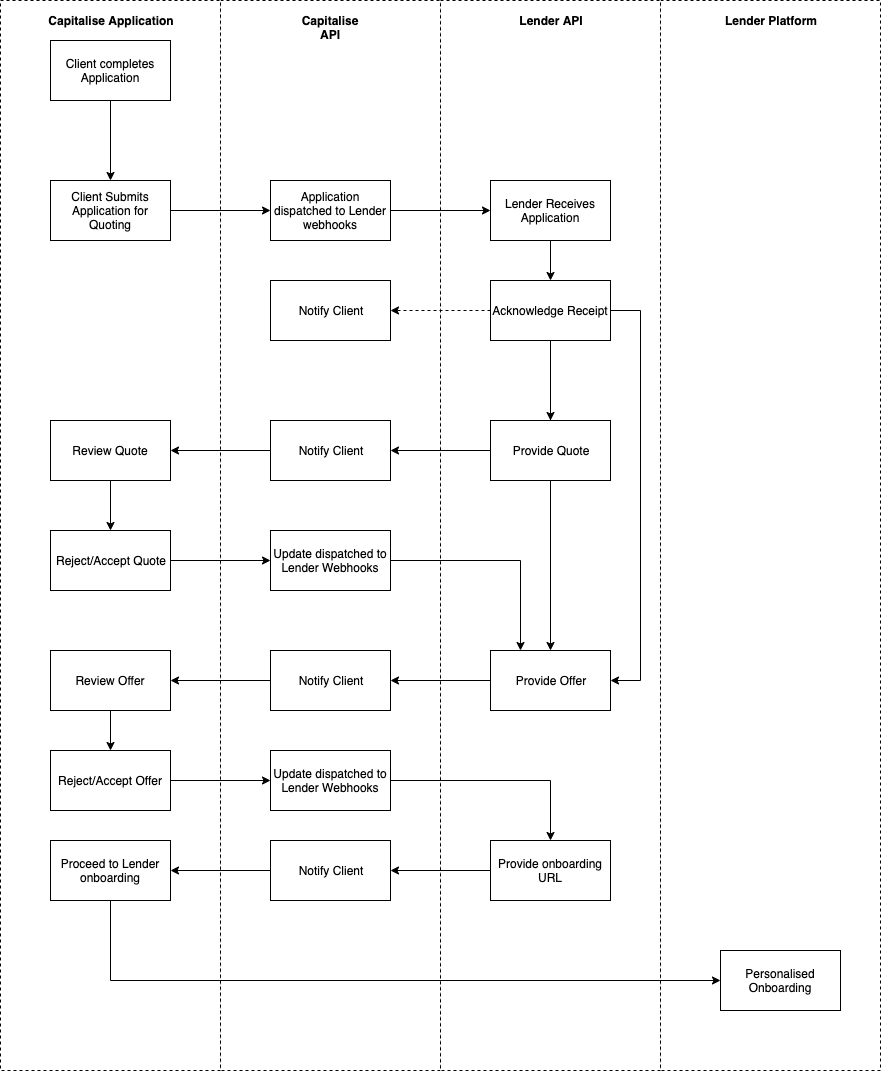 Capitalise Application
Capitalise
API
Lender API
Lender Platform
Client completes
Application
Client Submits
Application for
Quoting
Application
dispatched to Lender
webhooks
Lender Receives
Application
Notify Client
Acknowledge Receipt
Review Quote
Notify Client
Provide Quote
Reject/Accept Quote
Update dispatched to
Lender Webhooks
Review Offer
Notify Client
Provide Offer
Reject/Accept Offer
Update dispatched to
Lender Webhooks
Proceed to Lender
onboarding
Notify Client
Provide onboarding
URL
Personalised
Onboarding